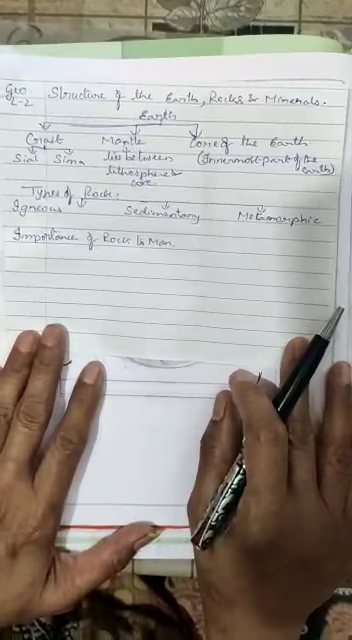 Geo L-2 Structure of the Earth, Rocks & Minerals.
Earth
Crust Mantle Core of the Earth
Sial Sima lies between (Innermost part of the earth)
lithosphere &
core.
Types of Rock:
Igneous Sedimentary Metamorphic
Importance of Rock to Man.